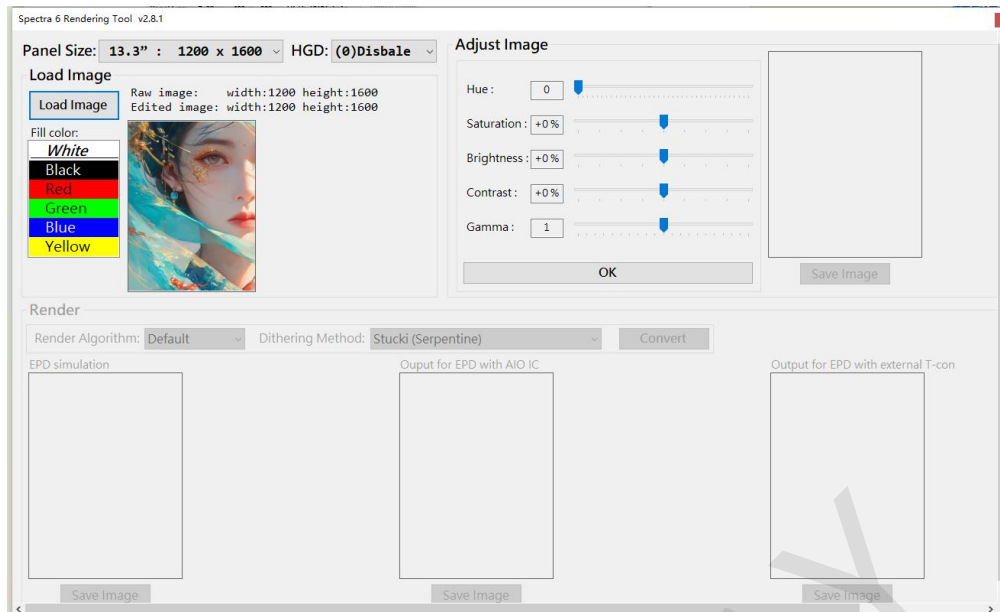 Spectra 6 Rendering Tool v2.8.1
Panel Size: 13.3” : 1200 x 1600 HGD: (0)Disbale
Load Image
Load Image
Raw image: width:1200 height:1600
Edited image: width:1200 height:1600
Fill color:
White
Black
Red
Green
Blue
Yellow
Adjust Image
Hue : 0
Saturation : +0%
Brightness : +0%
Contrast : +0%
Gamma : 1
OK
Save Image
Render
Render Algorithm: Default Dithering Method: Stucki (Serpentine) Convert
EPD simulation
Ouput for EPD with AIO IC
Output for EPD with external T-con
Save Image
Save Image
Save Image